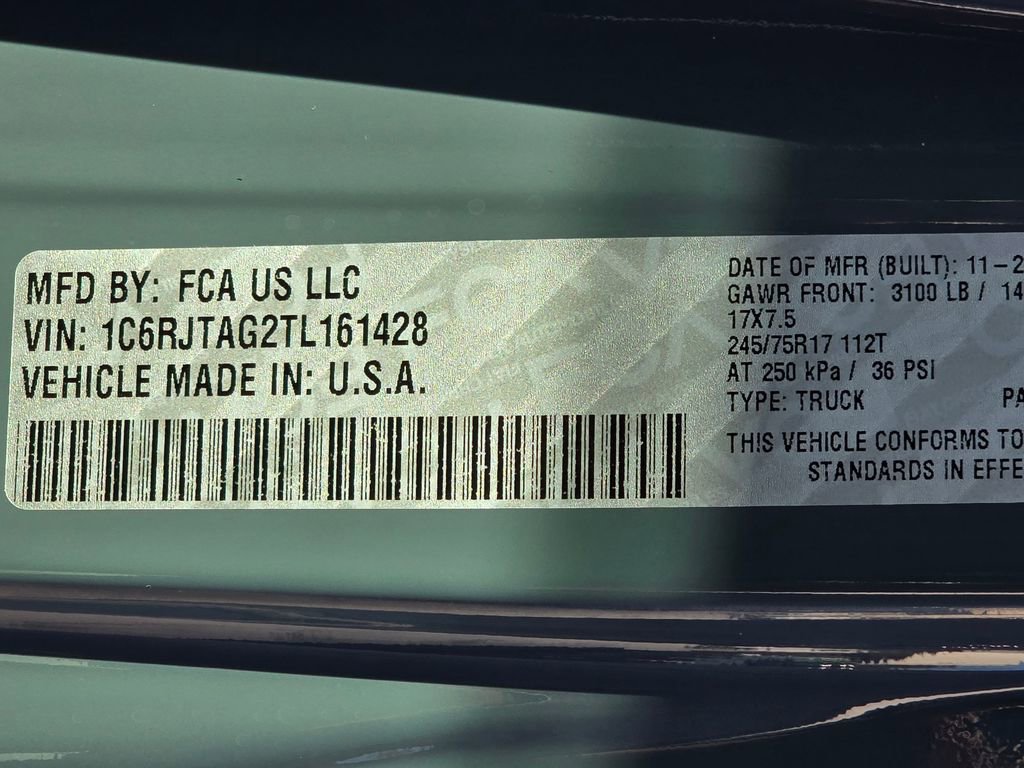 MFD BY: FCA US LLC
VIN: 1C6RJTAG2TL161428
VEHICLE MADE IN: U.S.A.
DATE OF MFR (BUILT): 11-2
GAWR FRONT: 3100 LB / 14
17X7.5
245/75R17 112T
AT 250 kPa / 36 PSI
TYPE: TRUCK PA
THIS VEHICLE CONFORMS TO
STANDARDS IN EFFE